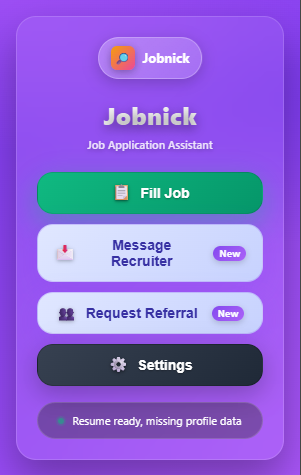 Jobnick
Jobnick
Job Application Assistant
Fill Job
Message
Recruiter
New
Request Referral New
Settings
Resume ready, missing profile data